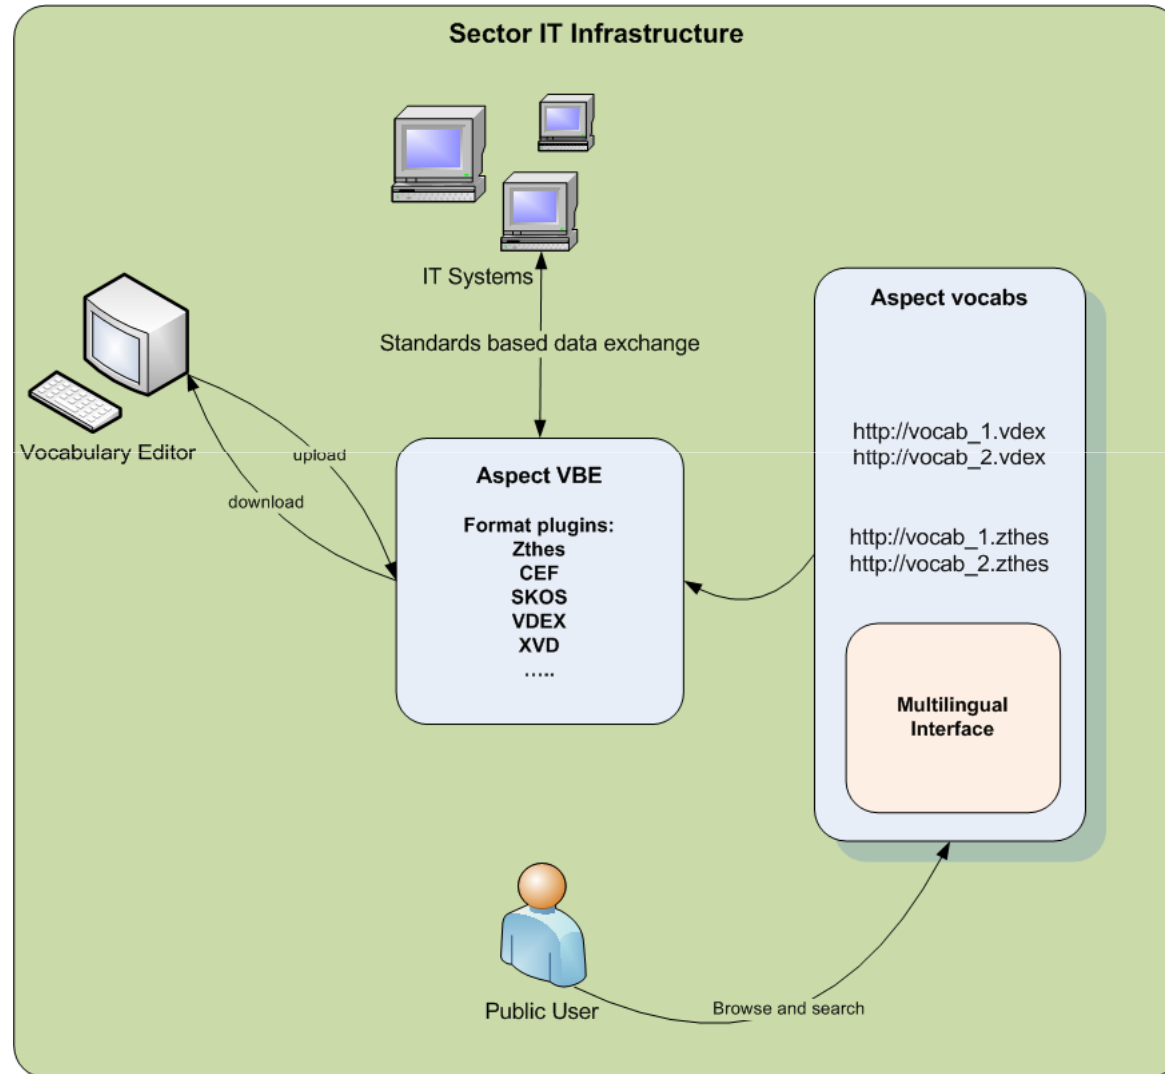 Sector IT Infrastructure
IT Systems
Standards based data exchange
Vocabulary Editor
upload
download
Aspect VBE
Format plugins:
Zthes
CEF
SKOS
VDEX
XVD
…..
Aspect vocabs
http://vocab_1.vdex
http://vocab_2.vdex
http://vocab_1.zthes
http://vocab_2.zthes
Multilingual
Interface
Public User
Browse and search